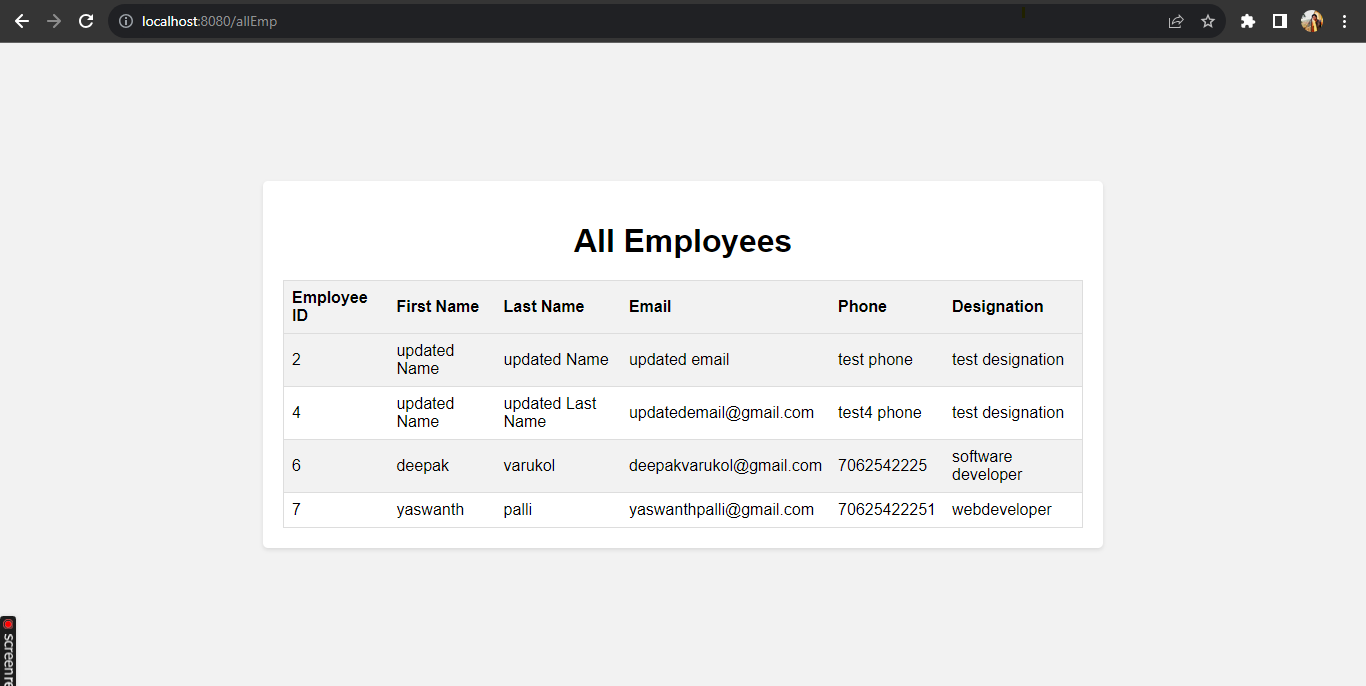 localhost:8080/allEmp
All Employees
Employee ID First Name Last Name Email Phone Designation
2 updated Name updated Name updated email test phone test designation
4 updated Name updated Last Name updatedemail@gmail.com test4 phone test designation
6 deepak varukol deepakvarukol@gmail.com 7062542225 software developer
7 yaswanth palli yaswanthpalli@gmail.com 70625422251 webdeveloper